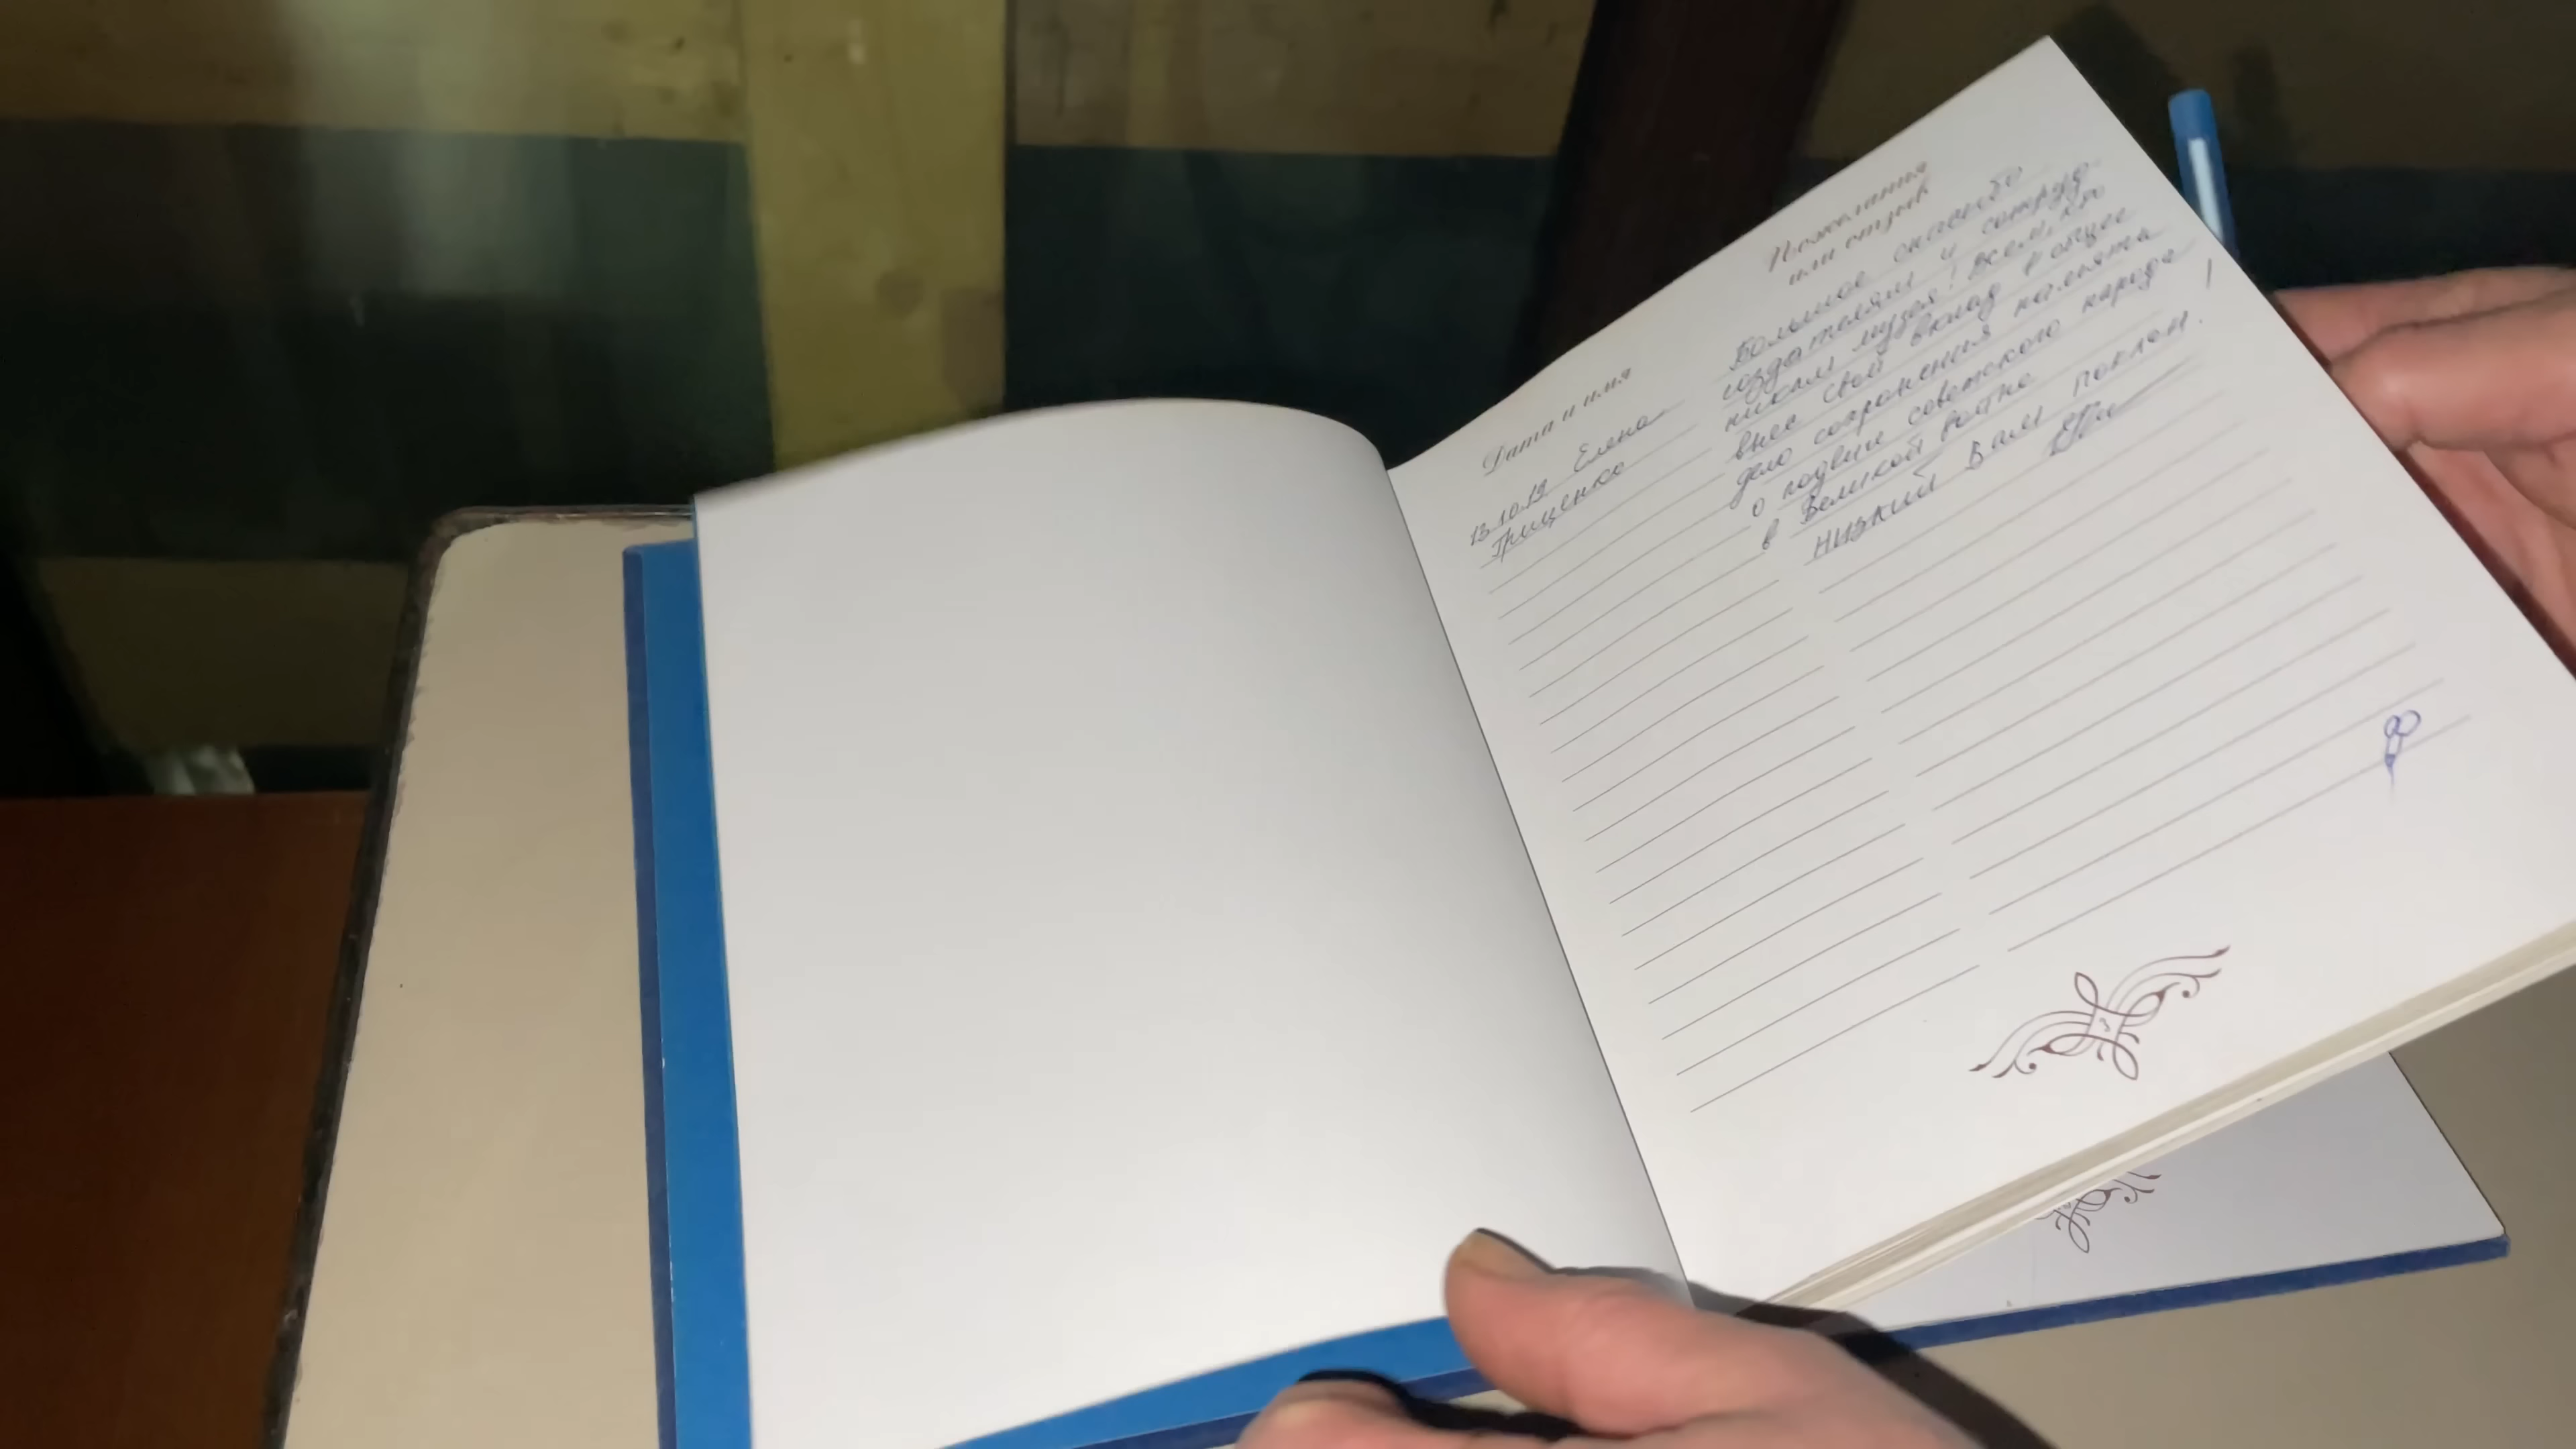 Дата и имя
13.10.19 Елена
Гриценко
Пожелания
или отзыв
Большое спасибо
создателям и сотруд-
никам музея! Всем, кто
внес свой вклад в общее
дело сохранения памяти
о подвиге советского народа
в Великой войне !
Низкий Вам поклон.
3